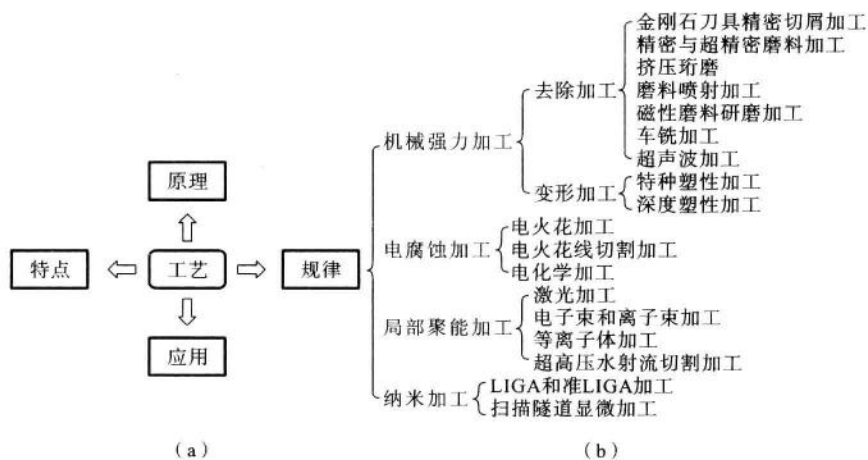 金刚石刀具精密切屑加工
精密与超精密磨料加工
挤压珩磨
去除加工
磨料喷射加工
磁性磨料研磨加工
机械强力加工
车铣加工
超声波加工
原理
变形加工
特种塑性加工
深度塑性加工
电火花加工
特点
工艺
规律
电腐蚀加工
电火花线切割加工
电化学加工
激光加工
局部聚能加工
电子束和离子束加工
应用
等离子体加工
超高压水射流切割加工
纳米加工
LIGA和准LIGA加工
扫描隧道显微加工
(a)
(b)